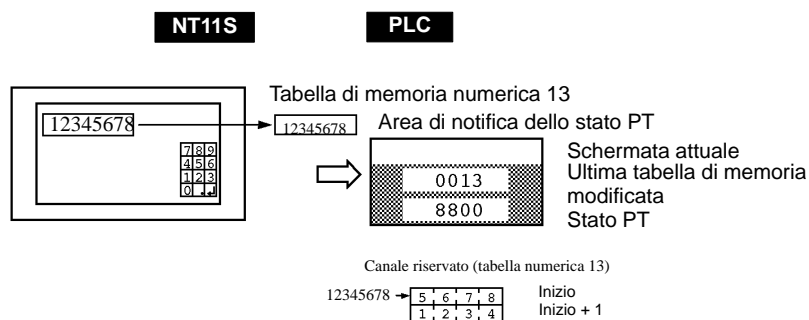 NT11S
PLC
Tabella di memoria numerica 13
12345678
12345678
Area di notifica dello stato PT
7 8 9
4 5 6
1 2 3
0 . ↵
0013
8800
Schermata attuale
Ultima tabella di memoria
modificata
Stato PT
Canale riservato (tabella numerica 13)
12345678
5 6 7 8
Inizio
1 2 3 4
Inizio + 1